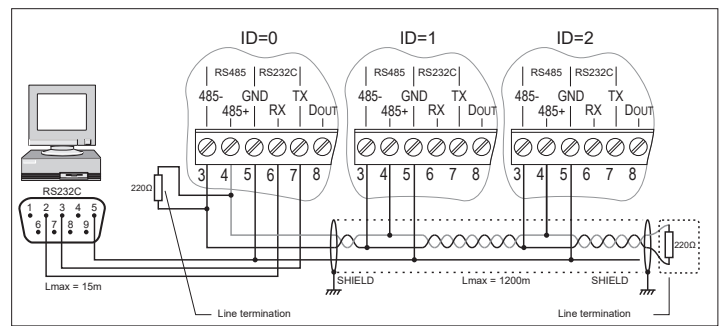 ID=0 ID=1 ID=2
RS485 RS232C RS485 RS232C RS485 RS232C
485- GND TX 485- GND TX 485- GND TX
485+ RX DOUT 485+ RX DOUT 485+ RX DOUT
3 4 5 6 7 8 3 4 5 6 7 8 3 4 5 6 7 8
220Ω
RS232C
1 2 3 4 5
6 7 8 9
220Ω
Lmax = 15m
SHIELD Lmax = 1200m SHIELD
Line termination Line termination